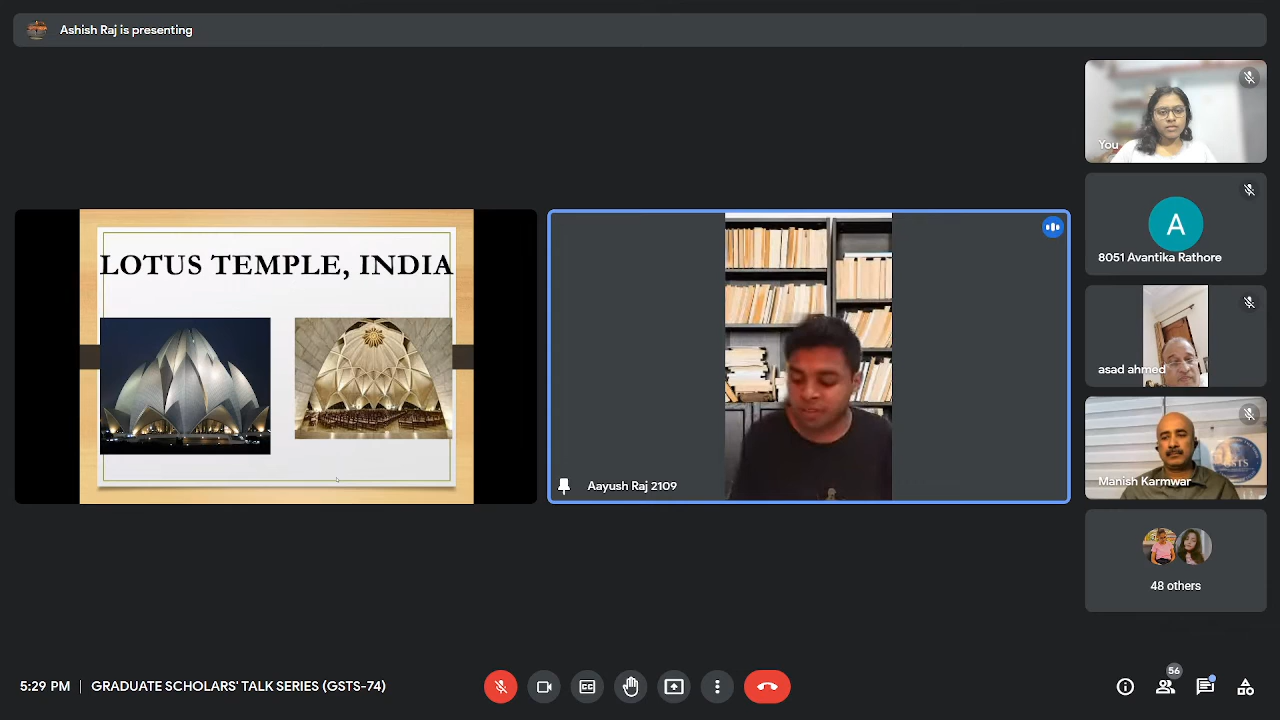 Ashish Raj is presenting
LOTUS TEMPLE, INDIA
Aayush Raj 2109
You
A
8051 Avantika Rathore
asad ahmed
GSTS
Manish Karmwar
48 others
5:29 PM | GRADUATE SCHOLARS' TALK SERIES (GSTS-74)
56